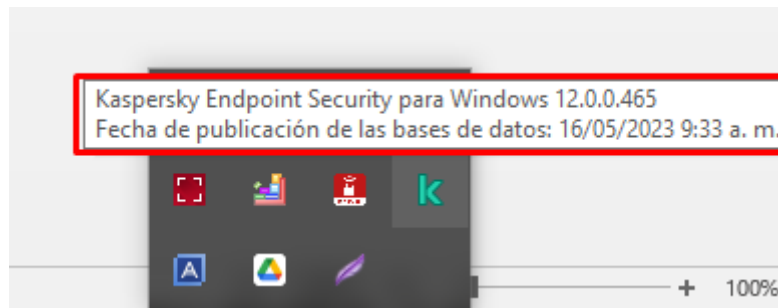 Kaspersky Endpoint Security para Windows 12.0.0.465
Fecha de publicación de las bases de datos: 16/05/2023 9:33 a. m.
k
A
100%